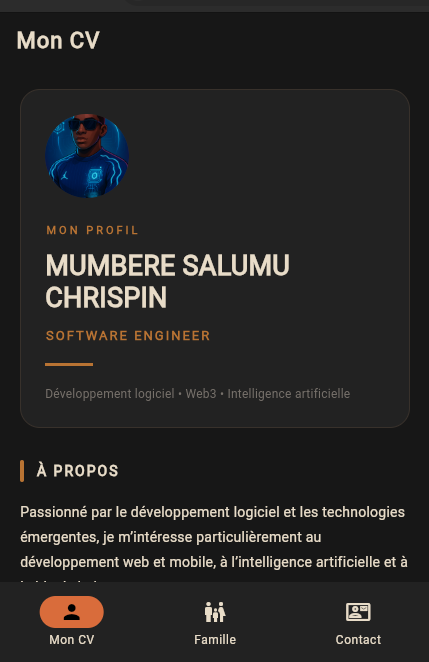 Mon CV
MON PROFIL
MUMBERE SALUMU
CHRISPIN
SOFTWARE ENGINEER
Développement logiciel • Web3 • Intelligence artificielle
À PROPOS
Passionné par le développement logiciel et les technologies
émergentes, je m’intéresse particulièrement au
développement web et mobile, à l’intelligence artificielle et à
Mon CV
Famille
Contact